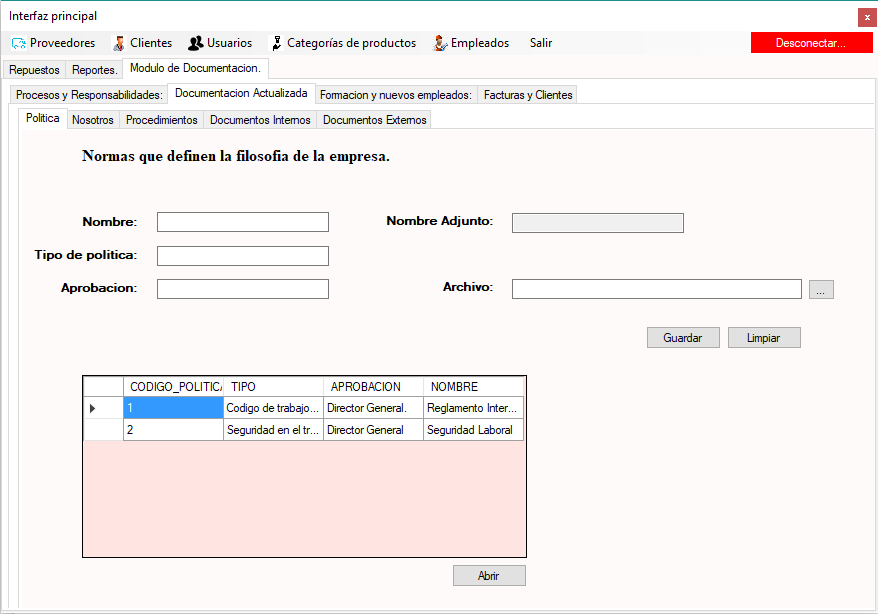 Interfaz principal
x
Proveedores Clientes Usuarios Categorías de productos Empleados Salir Desconectar...
Repuestos Reportes. Modulo de Documentacion.
Procesos y Responsabilidades: Documentacion Actualizada Formacion y nuevos empleados: Facturas y Clientes
Politica Nosotros Procedimientos Documentos Internos Documentos Externos
Normas que definen la filosofia de la empresa.
Nombre: Nombre Adjunto:
Tipo de politica:
Aprobacion: Archivo: ...
Guardar Limpiar
CODIGO_POLITICA TIPO APROBACION NOMBRE
1 Codigo de trabajo... Director General. Reglamento Inter...
2 Seguridad en el tr... Director General Seguridad Laboral
Abrir